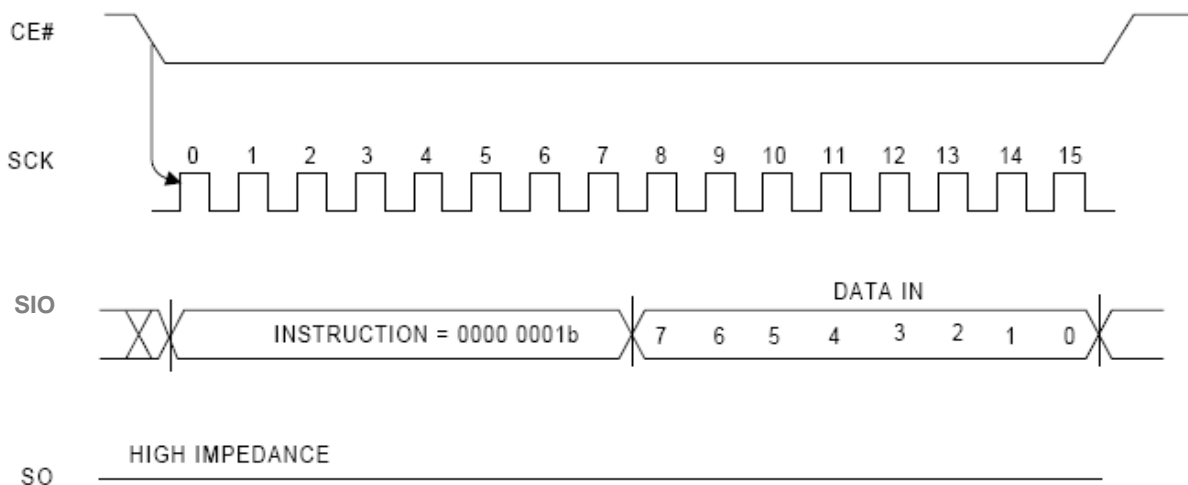 CE#
SCK
0 1 2 3 4 5 6 7 8 9 10 11 12 13 14 15
DATA IN
SIO
INSTRUCTION = 0000 0001b 7 6 5 4 3 2 1 0
HIGH IMPEDANCE
SO